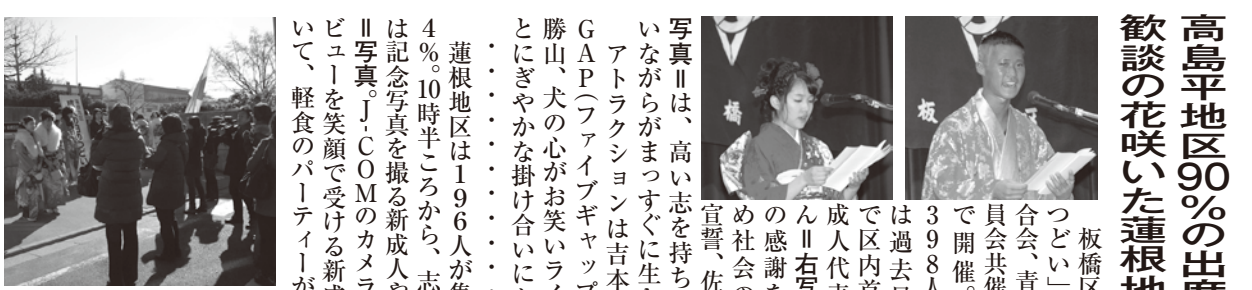 高島平地区90%の出席
歓談の花咲いた蓮根地
板橋区
つどい」
合会、青
員会共催
で開催。
398人
は過去
で区内首
成人代表
ん＝右写
の感謝を
め社会の
宣誓、佐
写真＝は、高い志を持ち
いながらがまっすぐに生
アトラクションは吉本
GAP(ファイブギャップ
勝山、犬の心がお笑いライ
とにぎやかな掛け合いに
・・・・・・・・・
蓮根地区は196人が集
4%。10時半ころから、志
は記念写真を撮る新成人や
＝写真。J-COMのカメラ
ビューを笑顔で受ける新成
いて、軽食のパーティーが
橋
板